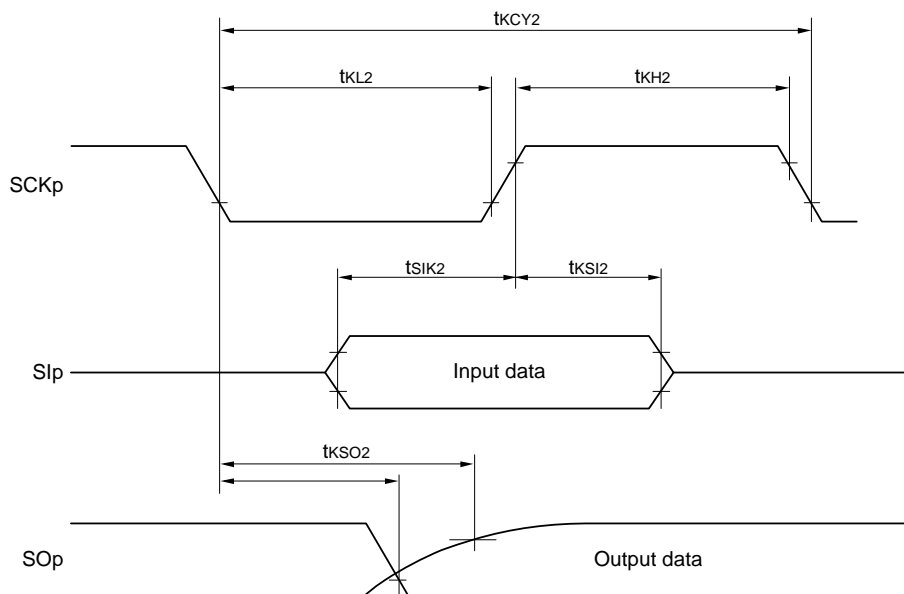 tKCY2
tKL2
tKH2
SCKp
tSIK2
tKSI2
SIp
Input data
tKSO2
SOp
Output data